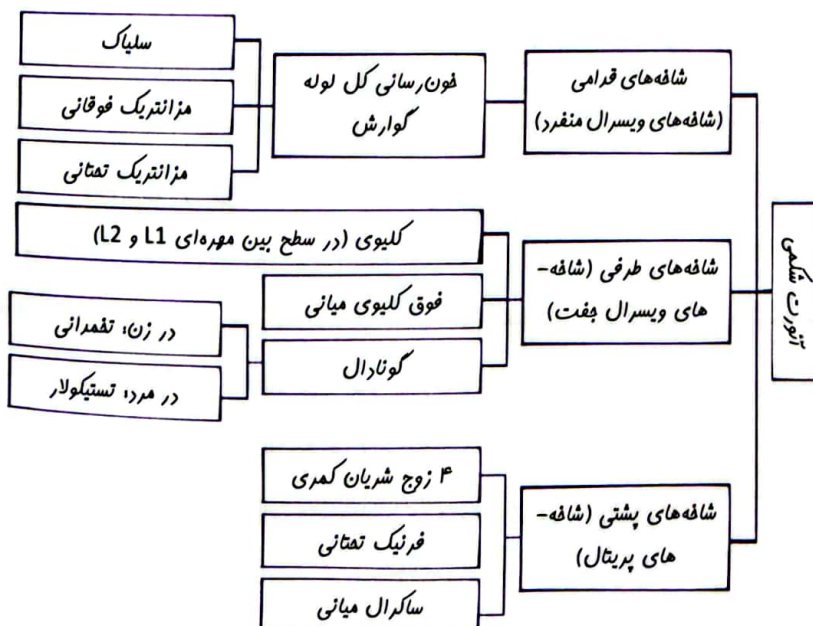 آئورت شکمی
شاخه‌های قدامی
(شاخه‌های ویسرال منفرد)
خون‌رسانی کل لوله
گوارش
سلیاک
مزانتریک فوقانی
مزانتریک تحتانی
شاخه‌های طرفی (شاخه-
های ویسرال جفت)
کلیوی (در سطح بین مهره‌ای L1 و L2)
فوق کلیوی میانی
گونادال
در زن: تخمدانی
در مرد: تستیکولار
شاخه‌های پشتی (شاخه-
های پریتال)
۴ زوج شریان کمری
فرنیک تحتانی
ساکرال میانی